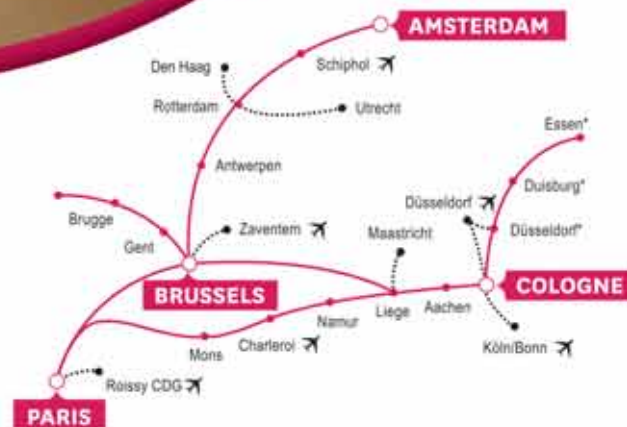 AMSTERDAM
Schiphol
Den Haag
Rotterdam
Utrecht
Essen*
Antwerpen
Duisburg*
Düsseldorf
Brugge
Zaventem
Maastricht
Düsseldorf*
Gent
BRUSSELS
COLOGNE
Liege
Aachen
Namur
Charleroi
Mons
Köln/Bonn
Roissy CDG
PARIS